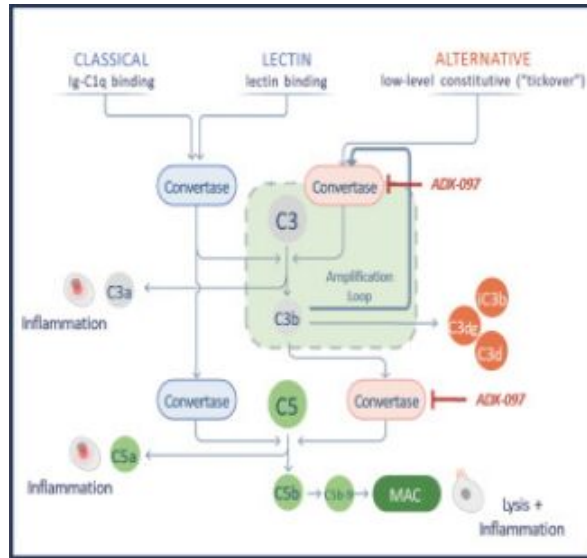 CLASSICAL
Ig-C1q binding
LECTIN
lectin binding
ALTERNATIVE
low-level constitutive ("tickover")
Convertase
Convertase
ADX-097
C3
Amplification
Loop
C3a
Inflammation
C3b
iC3b
C3dg
C3d
Convertase
C5
Convertase
ADX-097
C5a
Inflammation
C5b
C5b-9
MAC
Lysis +
Inflammation